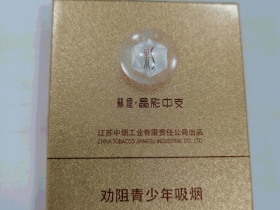 苏烟·晶彩中支
江苏中烟工业有限责任公司出品
CHINA TOBACCO JIANGSU INDUSTRIAL CO., LTD.
劝阻青少年吸烟